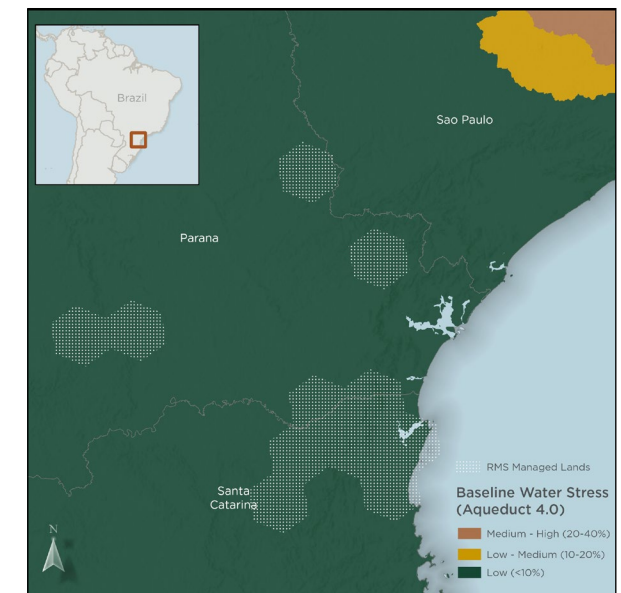 Brazil
Sao Paulo
Parana
Santa
Catarina
N
RMS Managed Lands
Baseline Water Stress
(Aqueduct 4.0)
Medium - High (20-40%)
Low - Medium (10-20%)
Low (<10%)